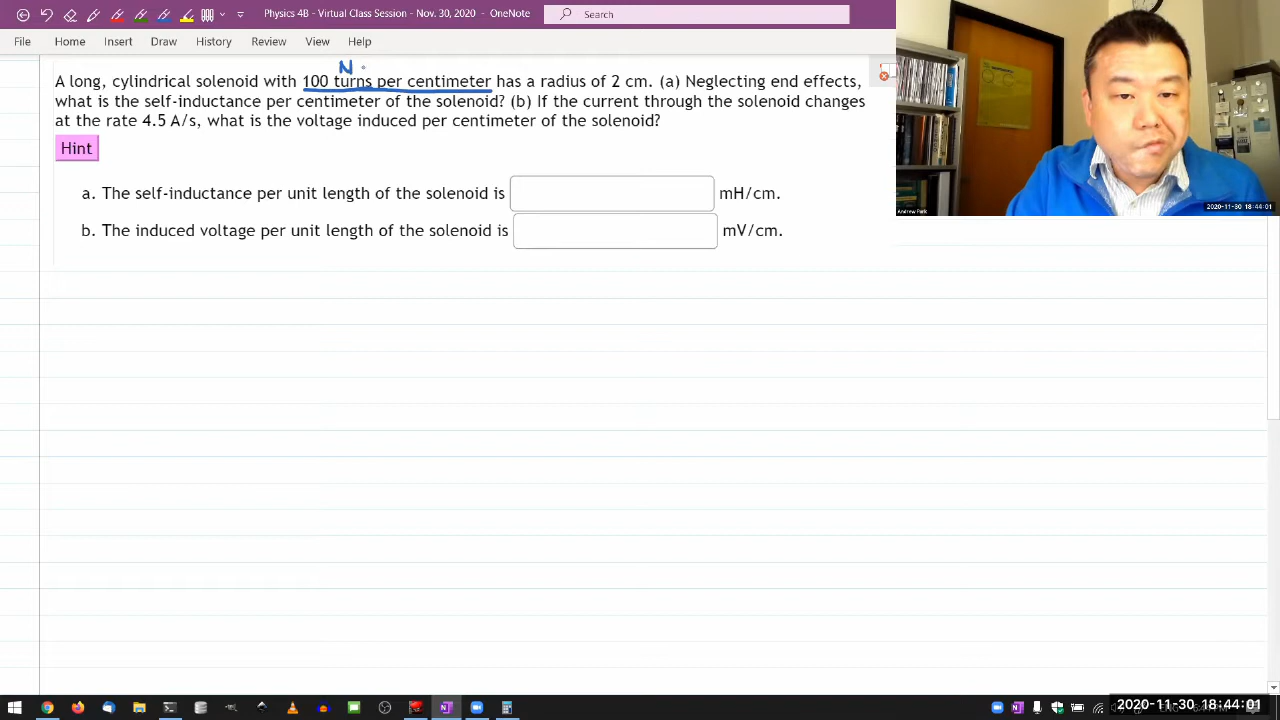 Physics 4B - Virtual Class Session - Nov. 30, 2020 - OneNote
Search
File Home Insert Draw History Review View Help
N
A long, cylindrical solenoid with 100 turns per centimeter has a radius of 2 cm. (a) Neglecting end effects,
what is the self-inductance per centimeter of the solenoid? (b) If the current through the solenoid changes
at the rate 4.5 A/s, what is the voltage induced per centimeter of the solenoid?
Hint
a. The self-inductance per unit length of the solenoid is mH/cm.
b. The induced voltage per unit length of the solenoid is mV/cm.
Andrew Park
2020-11-30 18:44:01
2020-11-30 18:44:01